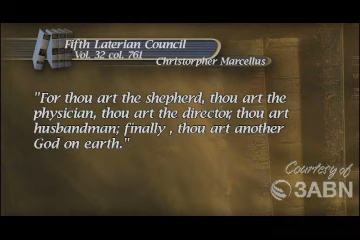 Fifth Laterian Council
Vol. 32 col. 761
Christorpher Marcellus
"For thou art the shepherd, thou art the
physician, thou art the director, thou art
husbandman; finally , thou art another
God on earth."
Courtesy of
3ABN